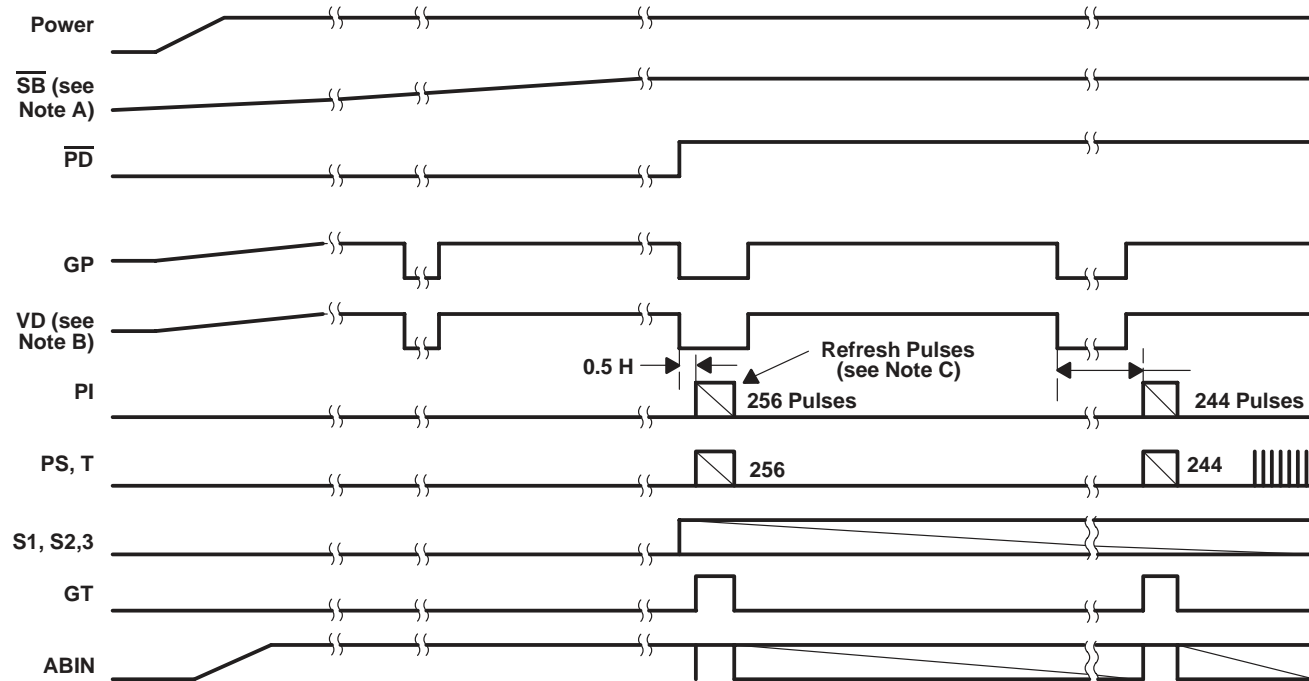 Power
SB (see
Note A)
PD
GP
VD (see
Note B)
0.5 H
Refresh Pulses
(see Note C)
PI
256 Pulses
244 Pulses
PS, T
256
244
S1, S2,3
GT
ABIN